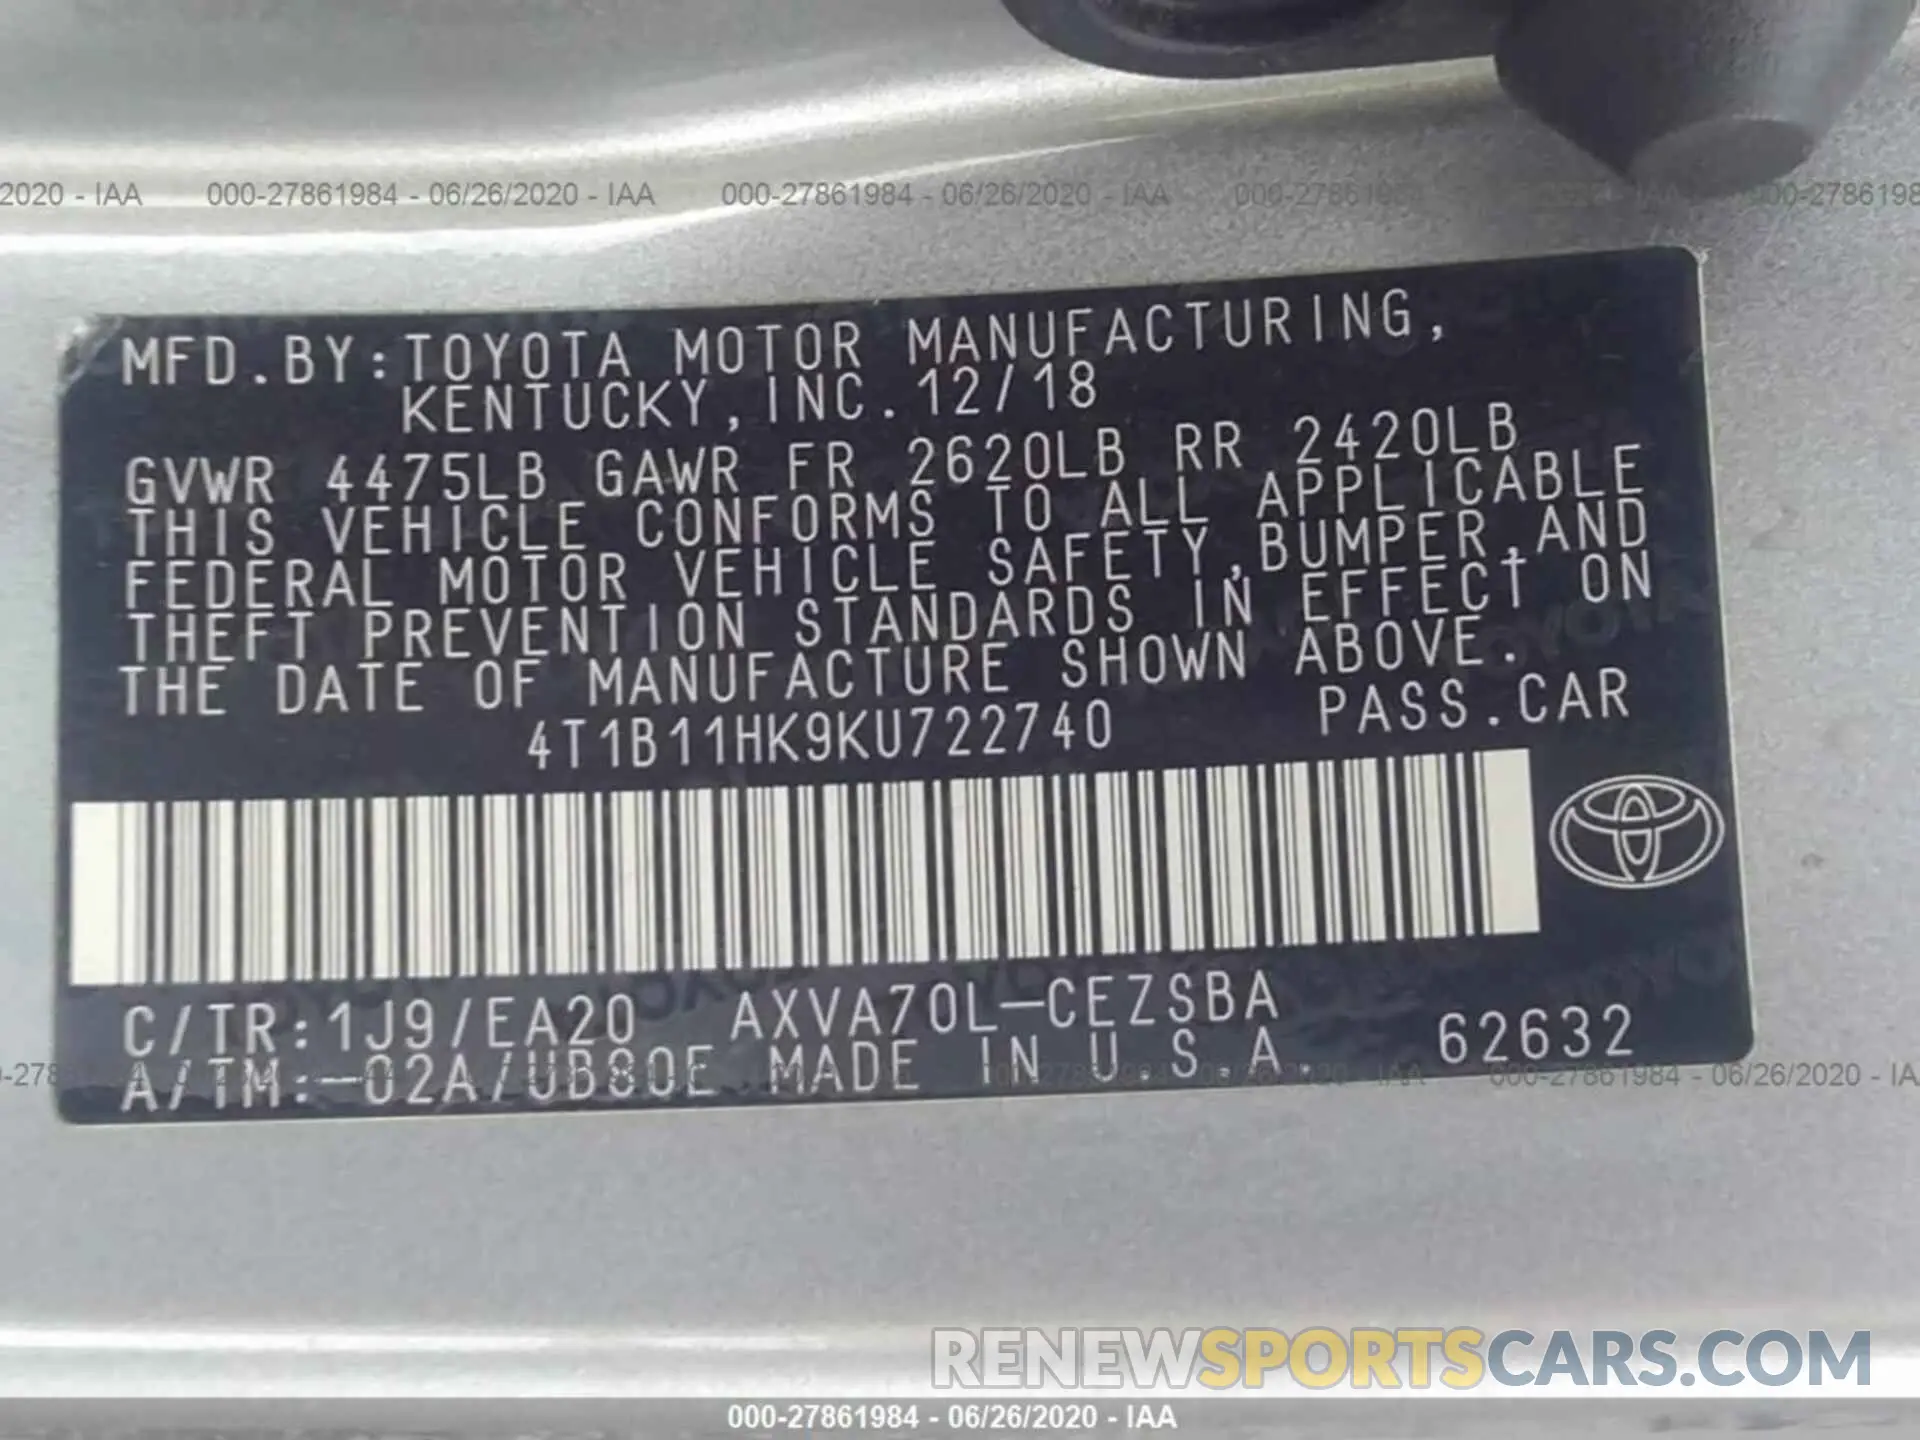 2020 - IAA 000-27861984 - 06/26/2020 - IAA 000-27861984 - 06/26/2020 - IAA 000-27861984 000-2786198
MFD.BY:TOYOTA MOTOR MANUFACTURING,
KENTUCKY,INC.12/18
GVWR 4475LB GAWR FR 2620LB RR 2420LB
THIS VEHICLE CONFORMS TO ALL APPLICABLE
FEDERAL MOTOR VEHICLE SAFETY,BUMPER,AND
THEFT PREVENTION STANDARDS IN EFFECT ON
THE DATE OF MANUFACTURE SHOWN ABOVE.
4T1B11HK9KU722740 PASS.CAR
C/TR:1J9/EA20 AXVA70L-CEZSBA
A/TM:-02A/UB80E MADE IN U.S.A 62632
000-27861984 - 06/26/2020 - IA
RENEWSPORTSCARS.COM
000-27861984 - 06/26/2020 - IAA